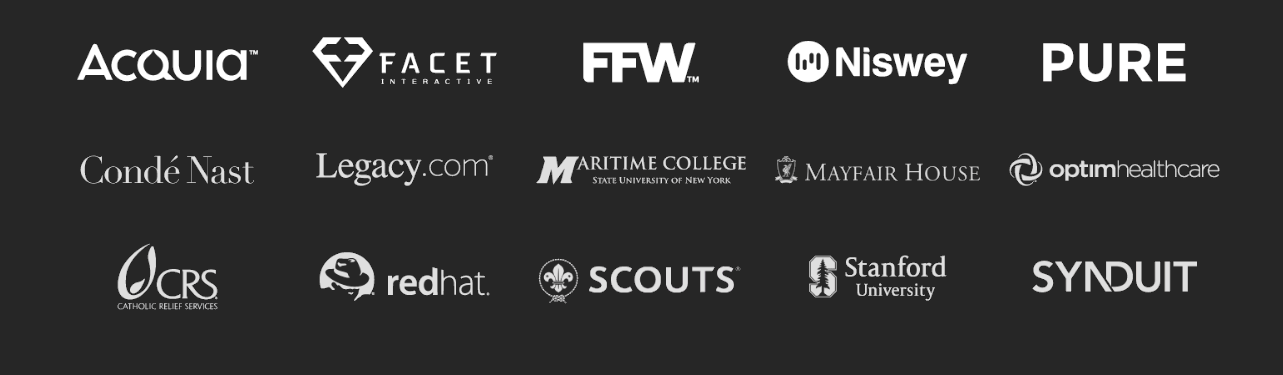 ACQUIA™
FACET
INTERACTIVE
FFW™
Niswey
PURE
Condé Nast
Legacy.com®
MARITIME COLLEGE
STATE UNIVERSITY OF NEW YORK
MAYFAIR HOUSE
optimhealthcare
CRS
CATHOLIC RELIEF SERVICES
redhat.
SCOUTS®
Stanford
University
SYNDUIT